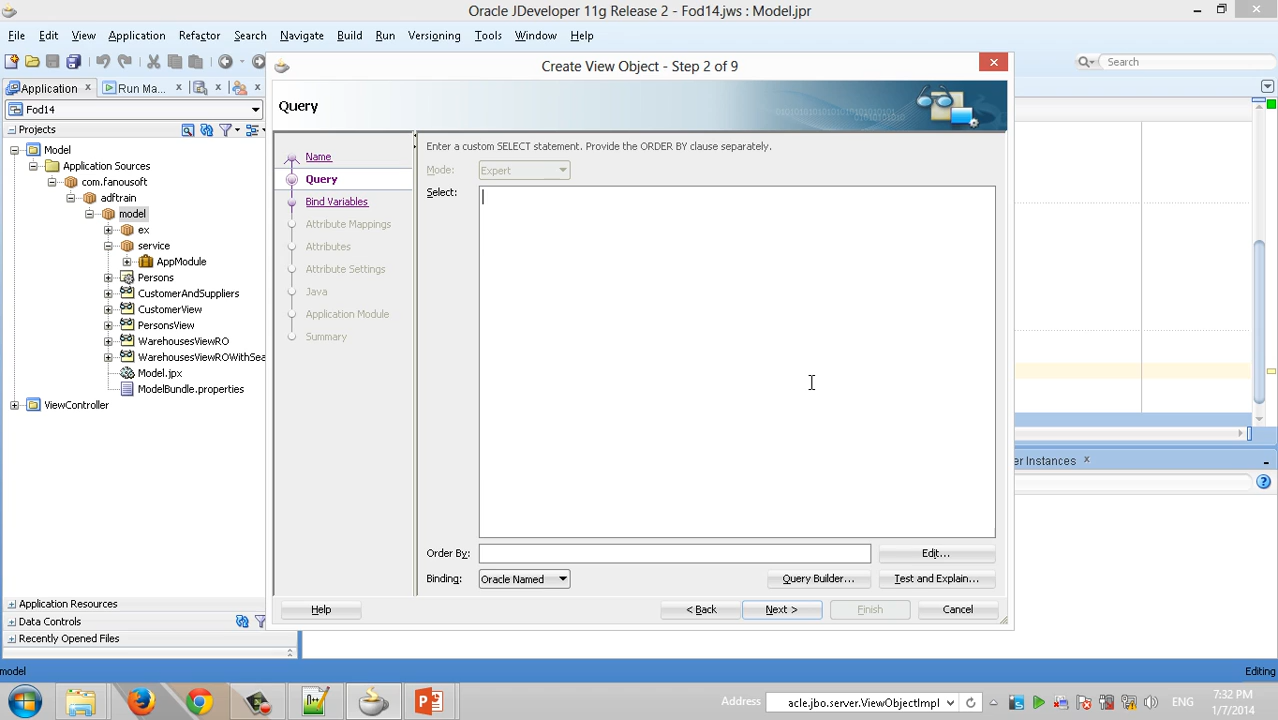 Oracle JDeveloper 11g Release 2 - Fod14.jws : Model.jpr
File Edit View Application Refactor Search Navigate Build Run Versioning Tools Window Help
Search
Application
Run Ma...
Fod14
Projects
Model
Application Sources
com.fanousoft
adftrain
model
ex
service
AppModule
Persons
CustomerAndSuppliers
CustomerView
PersonsView
WarehousesViewRO
WarehousesViewROWithSea
Model.jpx
ModelBundle.properties
ViewController
Application Resources
Data Controls
Recently Opened Files
model
Create View Object - Step 2 of 9
Query
Name
Query
Bind Variables
Attribute Mappings
Attributes
Attribute Settings
Java
Application Module
Summary
Enter a custom SELECT statement. Provide the ORDER BY clause separately.
Mode: Expert
Select:
Order By: Edit...
Binding: Oracle Named Query Builder... Test and Explain...
Help < Back Next > Finish Cancel
er Instances
Editing
Address acle.jbo.server.ViewObjectImpl
ENG
7:32 PM
1/7/2014